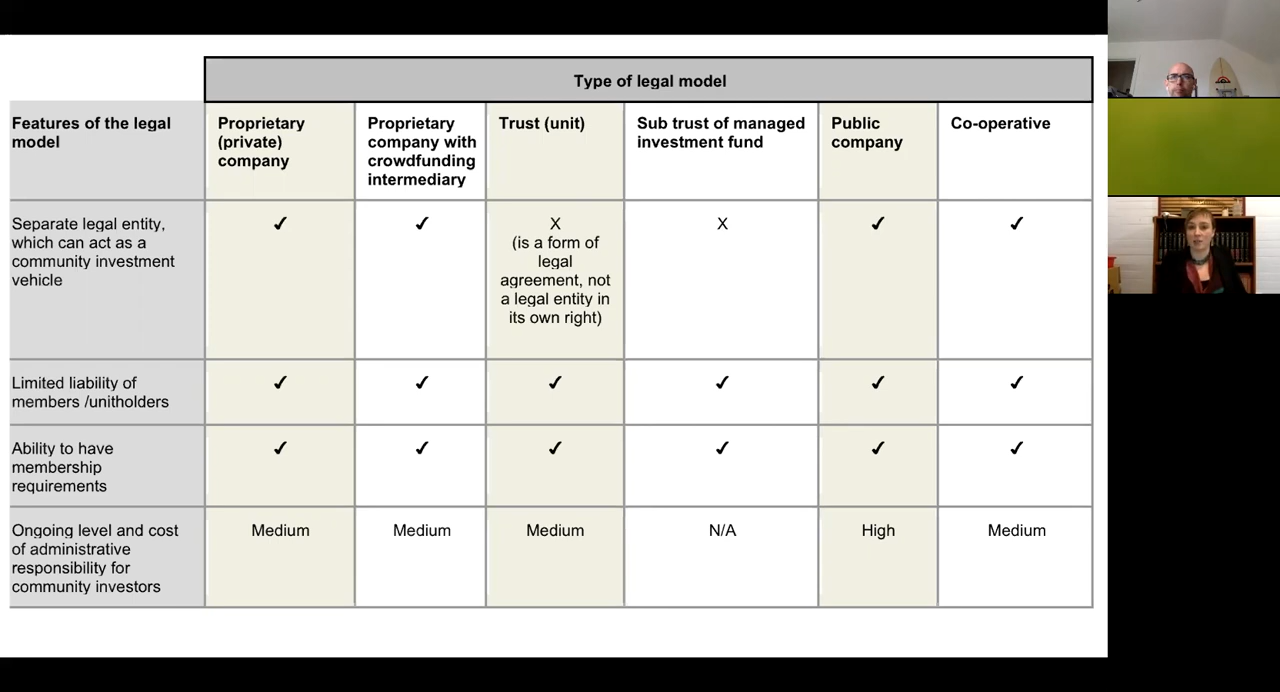 Type of legal model
Features of the legal
model
Proprietary
(private)
company
Proprietary
company with
crowdfunding
intermediary
Trust (unit)
Sub trust of managed
investment fund
Public
company
Co-operative
Separate legal entity,
which can act as a
community investment
vehicle
✓
✓
X
(is a form of
legal
agreement, not
a legal entity in
its own right)
X
✓
✓
Limited liability of
members /unitholders
✓
✓
✓
✓
✓
✓
Ability to have
membership
requirements
✓
✓
✓
✓
✓
✓
Ongoing level and cost
of administrative
responsibility for
community investors
Medium
Medium
Medium
N/A
High
Medium